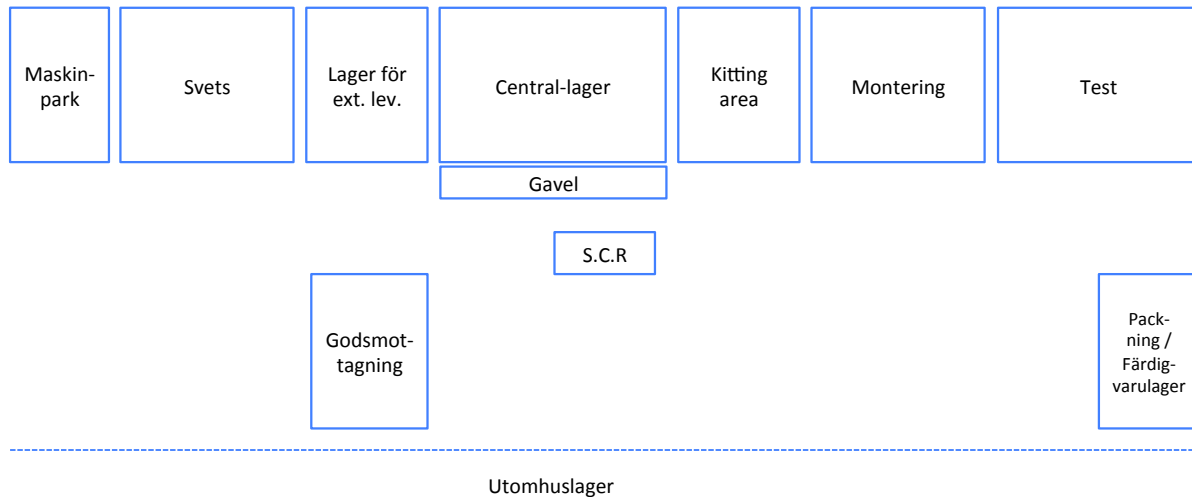 Maskin-
park
Svets
Lager för
ext. lev.
Central-lager
Kitting
area
Montering
Test
Gavel
S.C.R
Godsmot-
tagning
Pack-
ning /
Färdig-
varulager
Utomhuslager